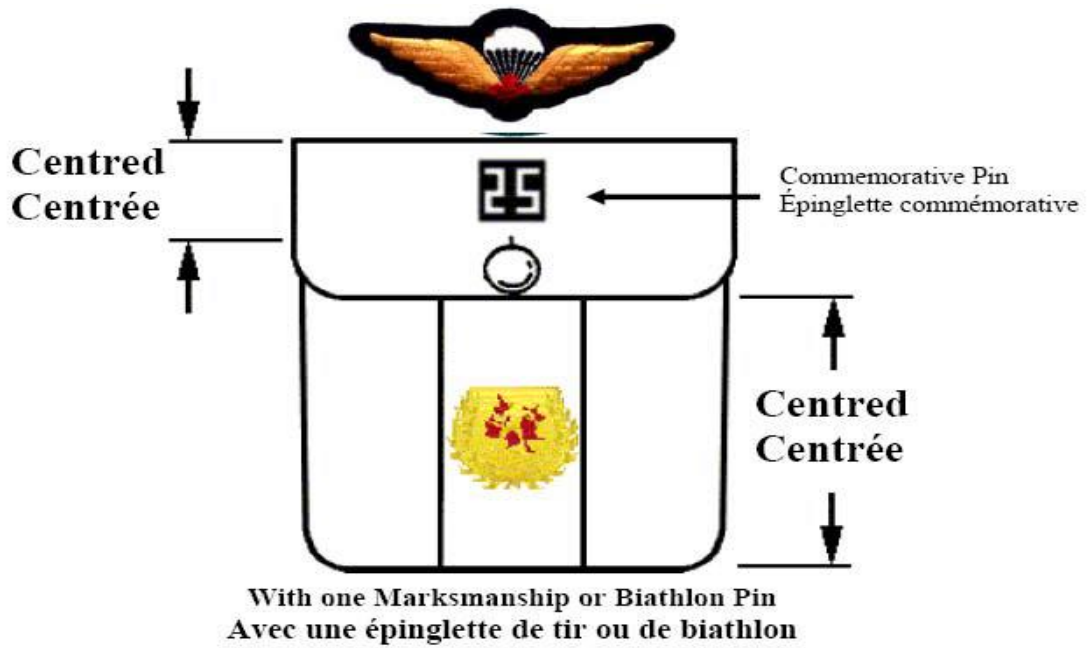 Centred
Centrée
25
Commemorative Pin
Épinglette commémorative
Centred
Centrée
With one Marksmanship or Biathlon Pin
Avec une épinglette de tir ou de biathlon